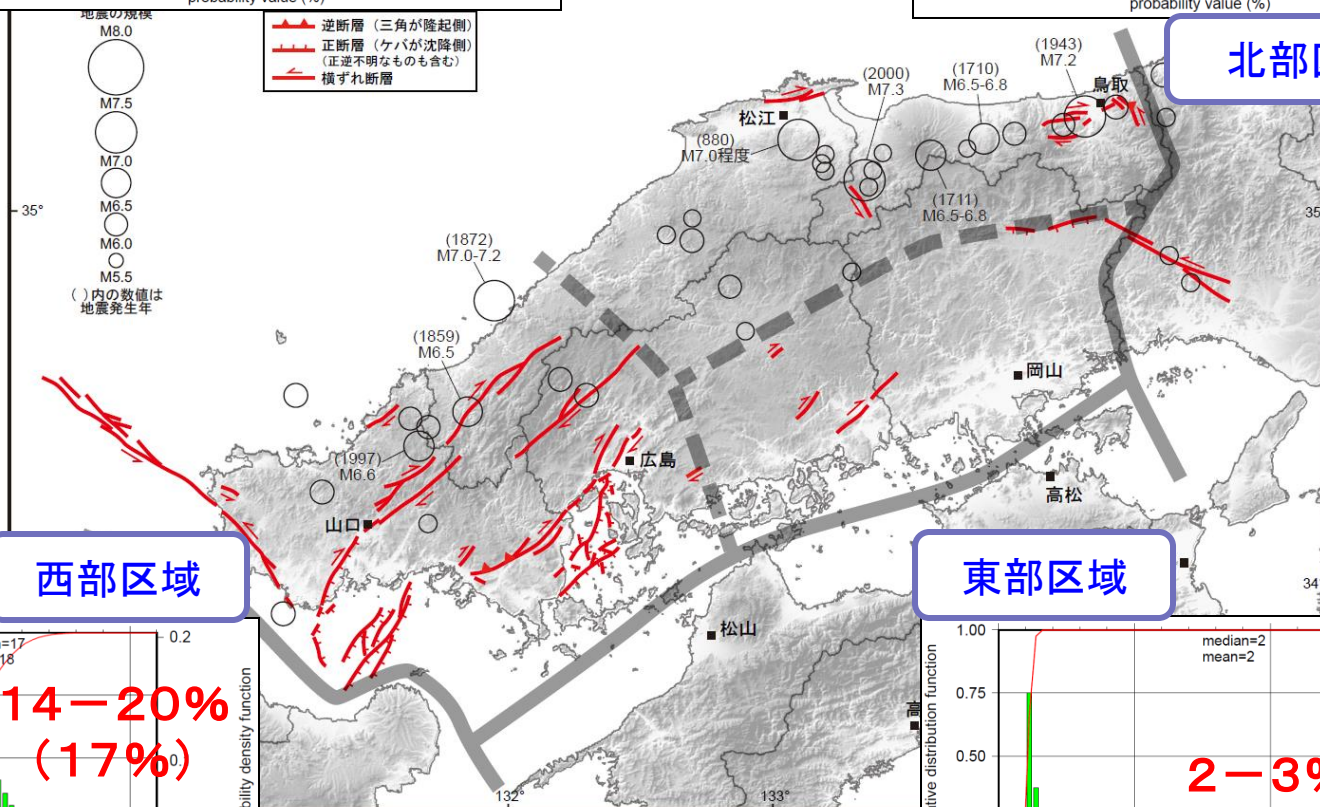 probability value (%)
probability value (%)
地震の規模
M8.0
M7.5
M7.0
M6.5
M6.0
M5.5
( )内の数値は
地震発生年
逆断層(三角が隆起側)
正断層(ケバが沈降側)
(正逆不明なものも含む)
横ずれ断層
北部
(1943)
M7.2
鳥取
(2000)
M7.3
(1710)
M6.5-6.8
松江
(880)
M7.0程度
(1711)
M6.5-6.8
35°
35
(1872)
M7.0-7.2
(1859)
M6.5
岡山
広島
(1997)
M6.6
高松
山口
西部区域
東部区域
34
松山
132°
133°
=17
18
0.2
14-20%
(17%)
0.
bility density function
1.00
0.75
0.50
tive distribution function
median=2
mean=2
2-3%